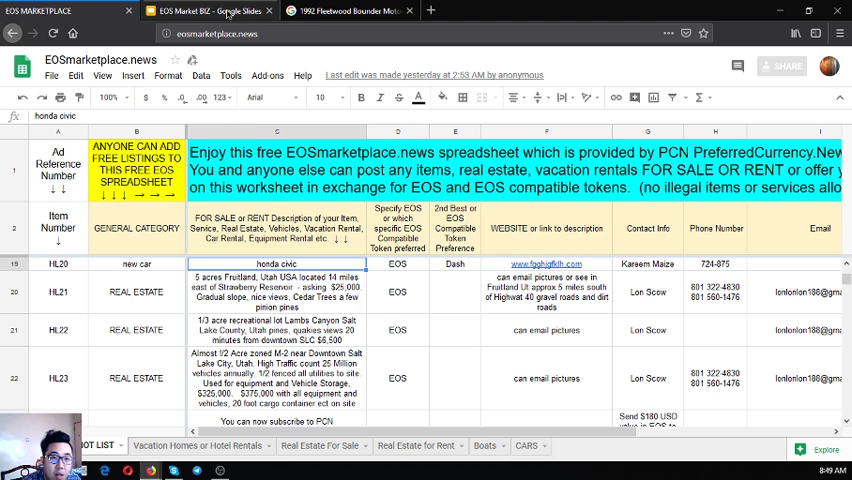 EOS MARKETPLACE
EOS Market BIZ - Google Slides
1992 Fleetwood Bounder Moto
eosmarketplace.news
EOSmarketplace.news
File Edit View Insert Format Data Tools Add-ons Help Last edit was made yesterday at 2:53 AM by anonymous
SHARE
100% $ % .0 .00 123 Arial 10 B I S A
fx honda civic
A B C D E F G H I
1
Ad
Reference
Number
↓ ↓
ANYONE CAN ADD
FREE LISTINGS TO
THIS FREE EOS
SPREADSHEET
↓ ↓ ↓ → → →
Enjoy this free EOSmarketplace.news spreadsheet which is provided by PCN PreferredCurrency.New
You and anyone else can post any items, real estate, vacation rentals FOR SALE OR RENT or offer y
on this worksheet in exchange for EOS and EOS compatible tokens. (no illegal items or services allo
2
Item
Number
↓
GENERAL CATEGORY
FOR SALE or RENT Description of your Item,
Service, Real Estate, Vehicles, Vacation Rental,
Car Rental, Equipment Rental etc. ↓ ↓
Specify EOS
or which
specific EOS
Compatible
Token preferred
2nd Best or
EOS
Compatible
Token
Preference
WEBSITE or link to description
Contact Info
Phone Number
Email
19 HL20 new car honda civic EOS Dash www.fgghjgfklh.com Kareem Maize 724-875
20 HL21 REAL ESTATE
5 acres Fruitland, Utah USA located 14 miles
east of Strawberry Reservoir - asking $25,000.
Gradual slope, nice views, Cedar Trees a few
pinion pines
EOS
can email pictures or see in
Fruitland Ut approx 5 miles south
of Highwat 40 gravel roads and dirt
roads
Lon Scow
801 322-4830
801 560-1476
lonlonlon188@gma
21 HL22 REAL ESTATE
1/3 acre recreational lot Lambs Canyon Salt
Lake County, Utah pines, quakies views 20
minutes from downtown SLC $6,500
EOS
can email pictures
Lon Scow
lonlonlon188@gma
22 HL23 REAL ESTATE
Almost 1/2 Acre zoned M-2 near Downtown Salt
Lake City, Utah. High Traffic count 25 Million
vehicles annually. 1/2 fenced all utilities to site.
Used for equipment and Vehicle Storage,
$325,000. $375,000 with all equipment and
vehicles, 20 foot cargo container ect on site
EOS
can email pictures
Lon Scow
801 322-4830
801 560-1476
lonlonlon188@gma
You can now subscribe to PCN
Send $180 USD
value in EOS to
HOT LIST Vacation Homes or Hotel Rentals Real Estate For Sale Real Estate for Rent Boats CARS
Explore
8:49 AM